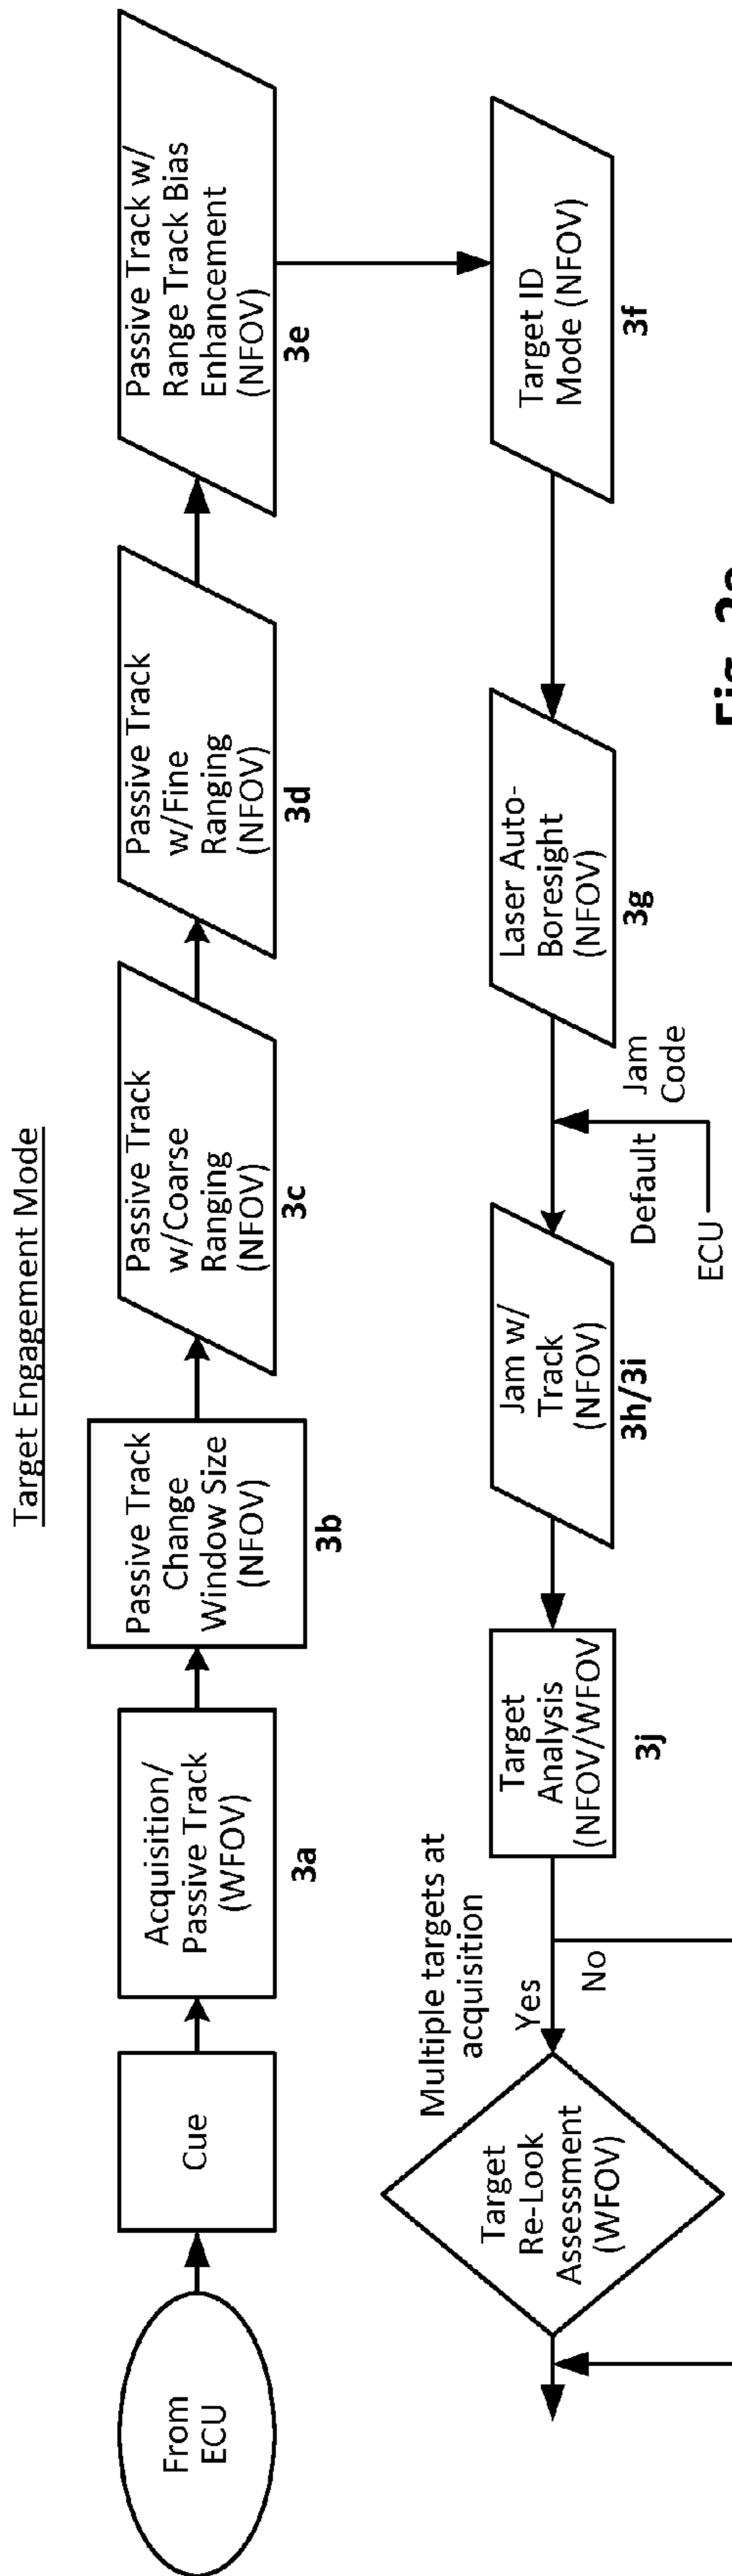 Target Engagement Mode
From
ECU
Cue
Acquisition/
Passive Track
(WFOV)
3a
Passive Track
Change
Window Size
(NFOV)
3b
Passive Track
w/Coarse
Ranging
(NFOV)
3c
Passive Track
w/Fine
Ranging
(NFOV)
3d
Passive Track w/
Range Track Bias
Enhancement
(NFOV)
3e
Target ID
Mode (NFOV)
3f
Laser Auto-
Boresight
(NFOV)
3g
Jam
Code
Default
ECU
Jam w/
Track
(NFOV)
3h/3i
Target
Analysis
(NFOV/WFOV
3j
Multiple targets at
acquisition
Yes
No
Target
Re-Look
Assessment
(WFOV)
Fig.